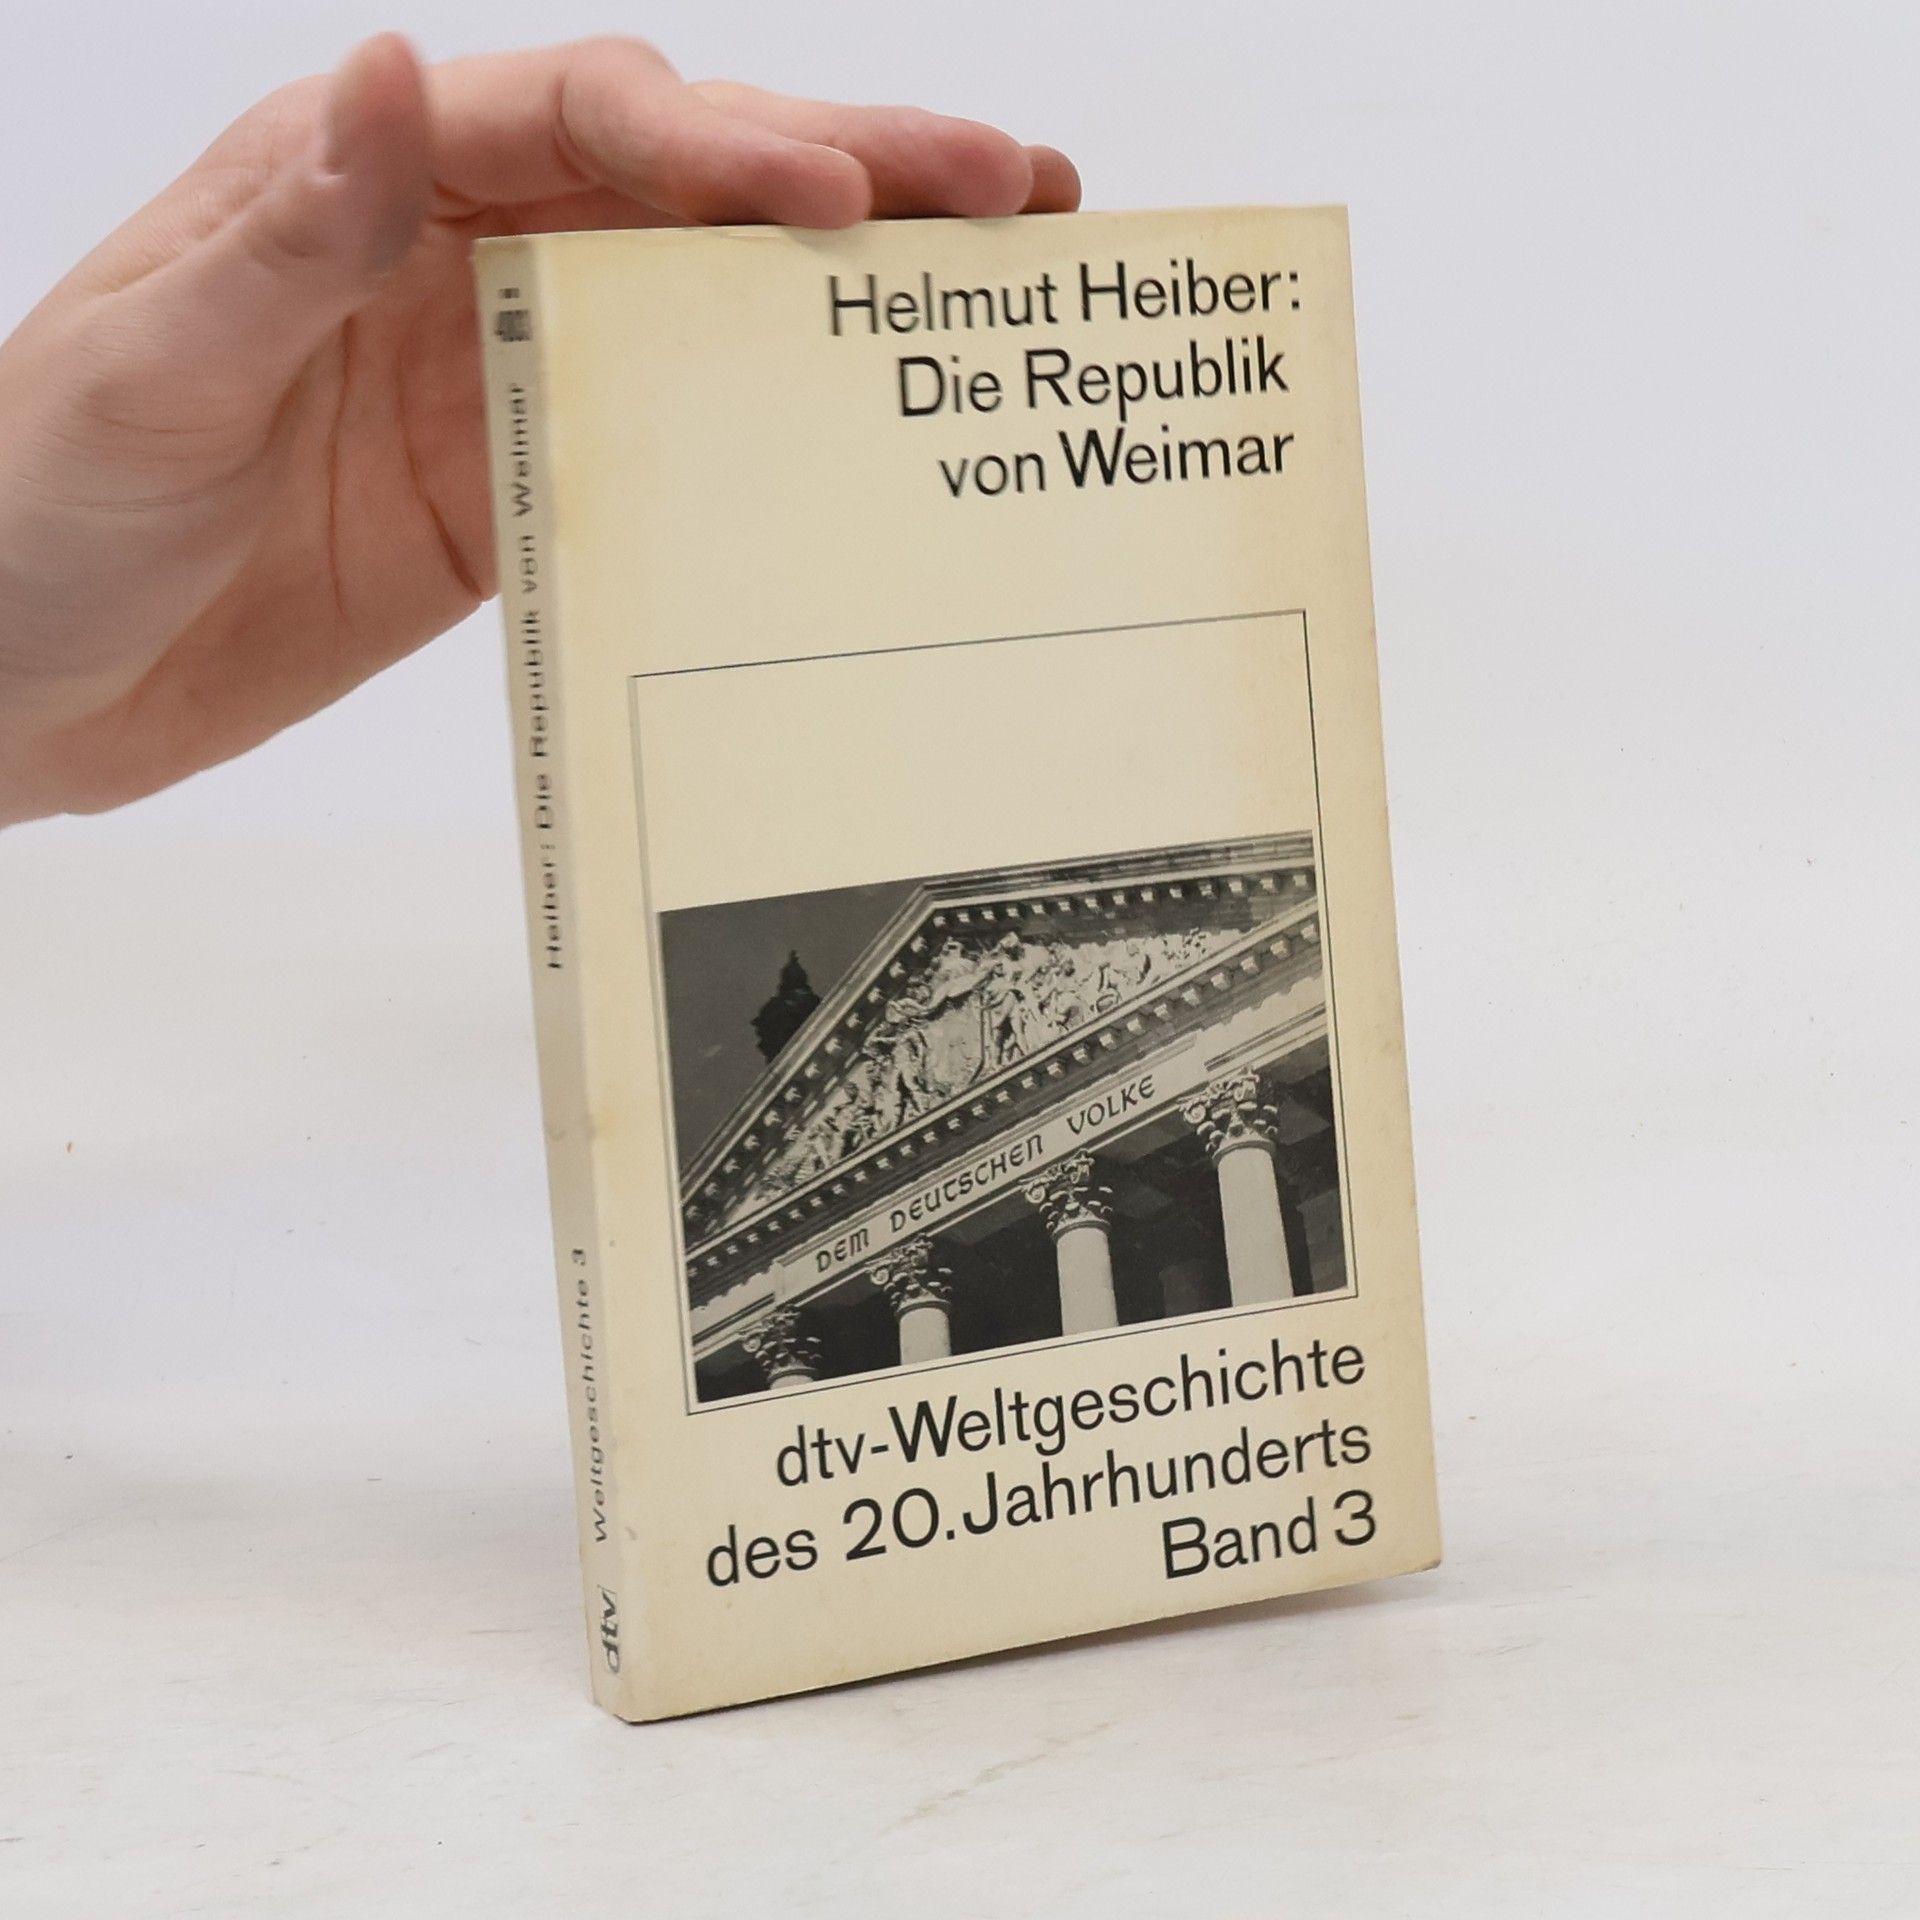 Helmut Heiber:
Die Republik
von Weimar
DEM DEUTSCHEN VOLKE
dtv-Weltgeschichte
des 20. Jahrhunderts
Band 3
Heiber: Die Republik von Weimar
Weltgeschichte 3
dtv